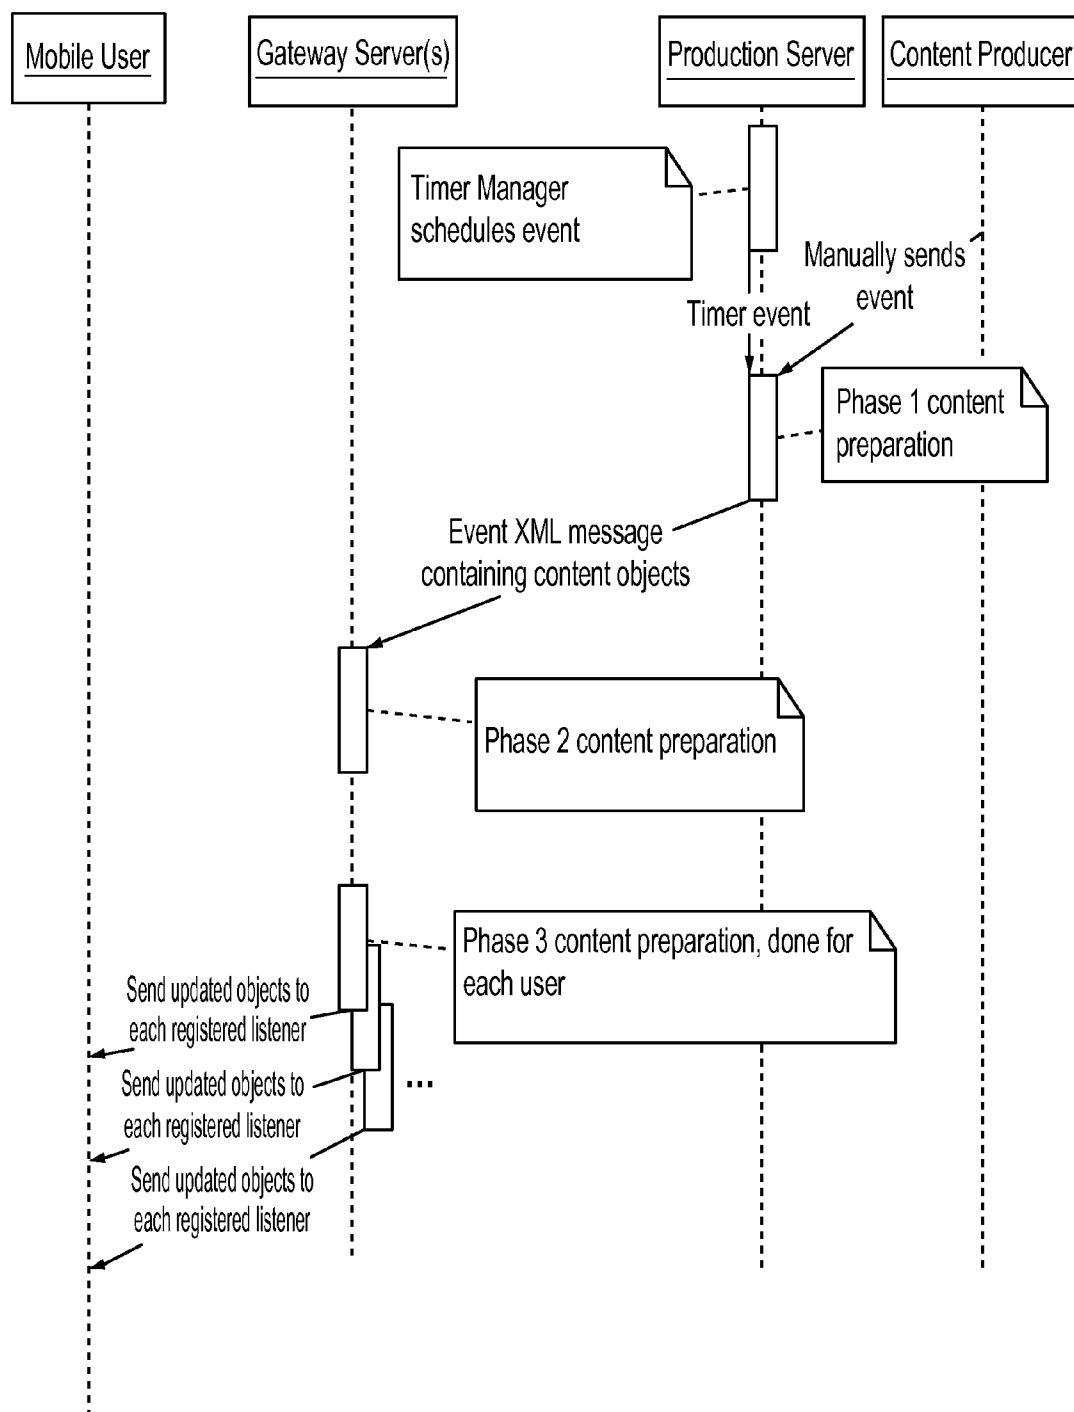 Mobile User
Gateway Server(s)
Production Server
Content Producer
Timer Manager
schedules event
Manually sends
event
Timer event
Phase 1 content
preparation
Event XML message
containing content objects
Phase 2 content preparation
Phase 3 content preparation, done for
each user
Send updated objects to
each registered listener
Send updated objects to
each registered listener
...
Send updated objects to
each registered listener